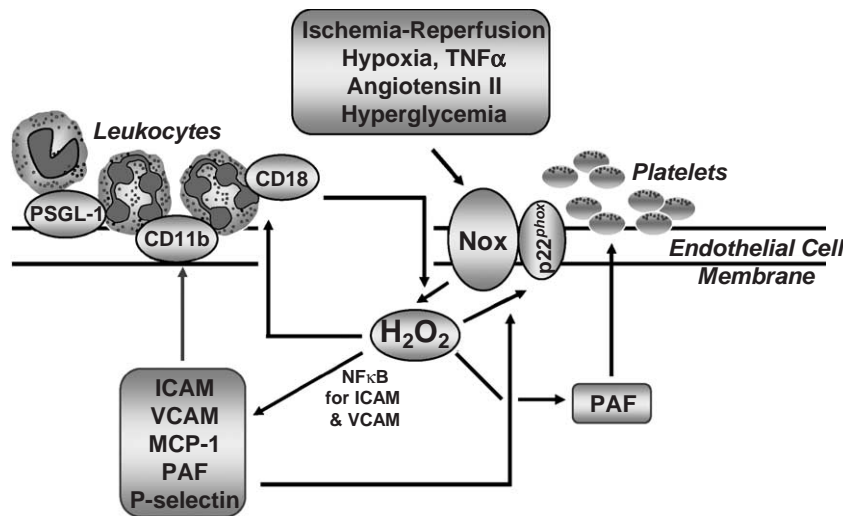 Ischemia-Reperfusion
Hypoxia, TNFα
Angiotensin II
Hyperglycemia
Leukocytes
CD18
Platelets
PSGL-1
CD11b
Nox
p22phox
Endothelial Cell
Membrane
H₂O₂
NFκB
for ICAM
& VCAM
ICAM
VCAM
MCP-1
PAF
P-selectin
PAF